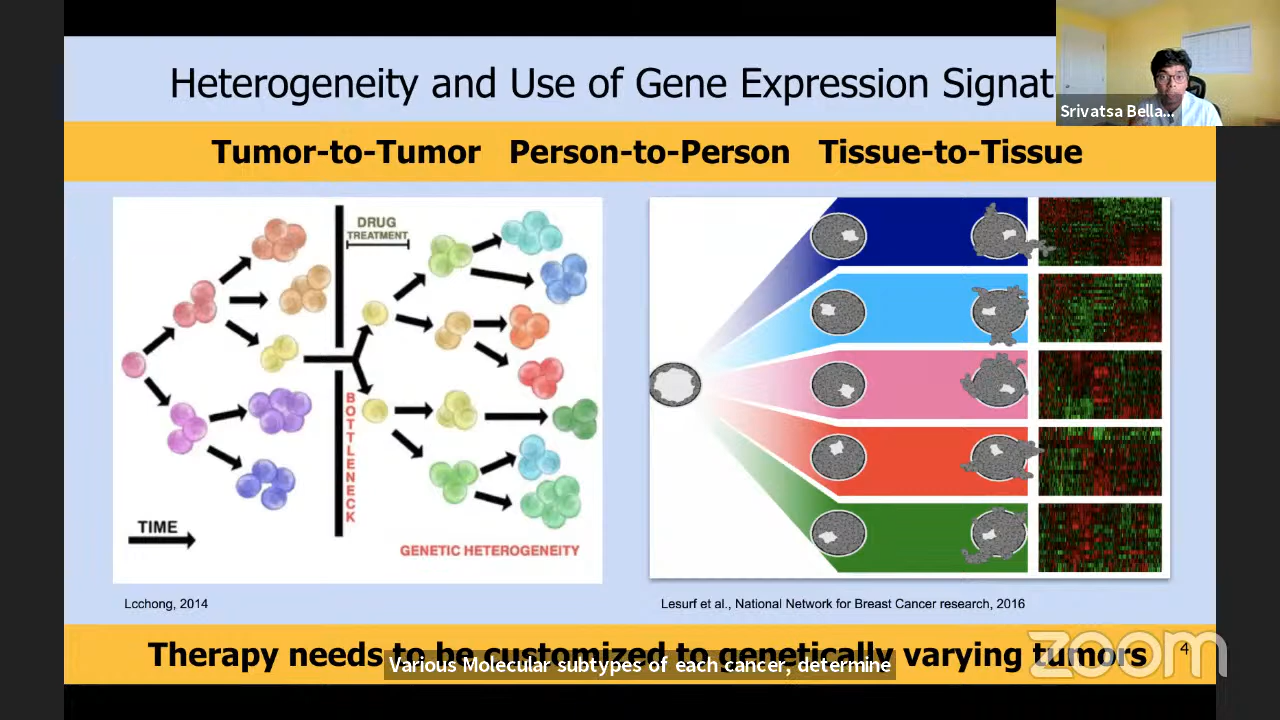 Heterogeneity and Use of Gene Expression Signat
Srivatsa Bella...
Tumor-to-Tumor Person-to-Person Tissue-to-Tissue
DRUG
TREATMENT
BOTTLENECK
TIME
GENETIC HETEROGENEITY
Lcchong, 2014
Lesurf et al., National Network for Breast Cancer research, 2016
Therapy needs to be customized to genetically varying tumors
4
Various Molecular subtypes of each cancer, determine
zoom